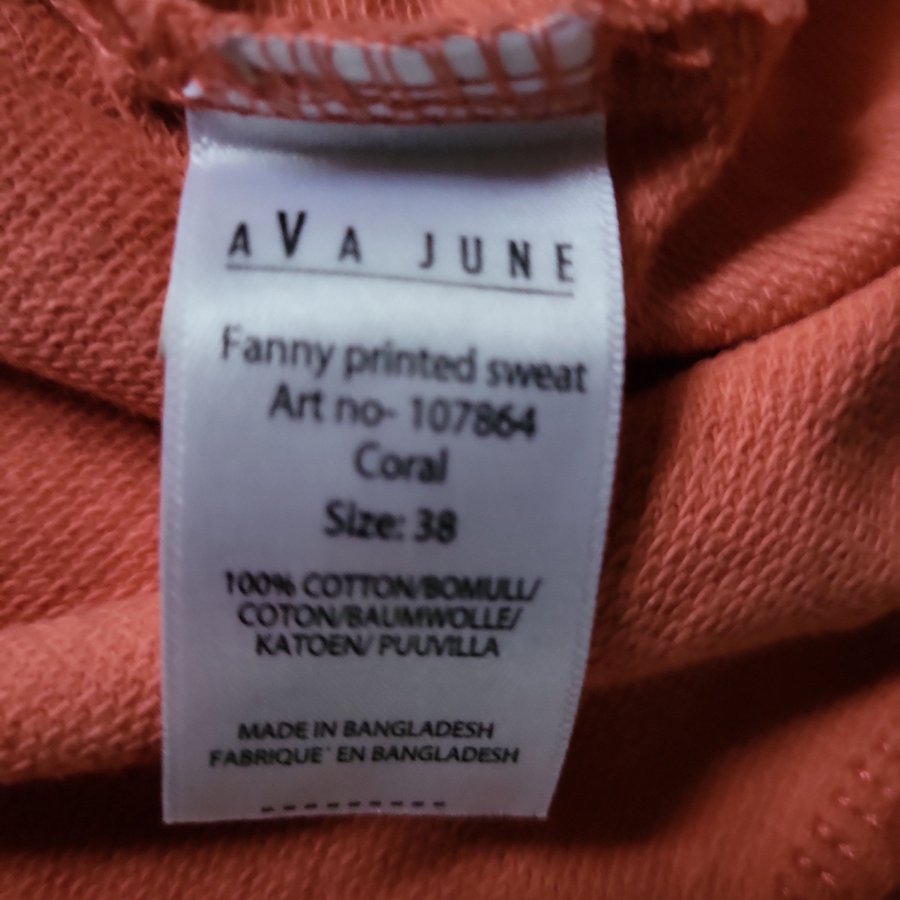 AVA JUNE
Fanny printed sweat
Art no- 107864
Coral
Size: 38
100% COTTON/BOMULL/
COTON/BAUMWOLLE/
KATOEN/ PUUVILLA
MADE IN BANGLADESH
FABRIQUE´ EN BANGLADESH